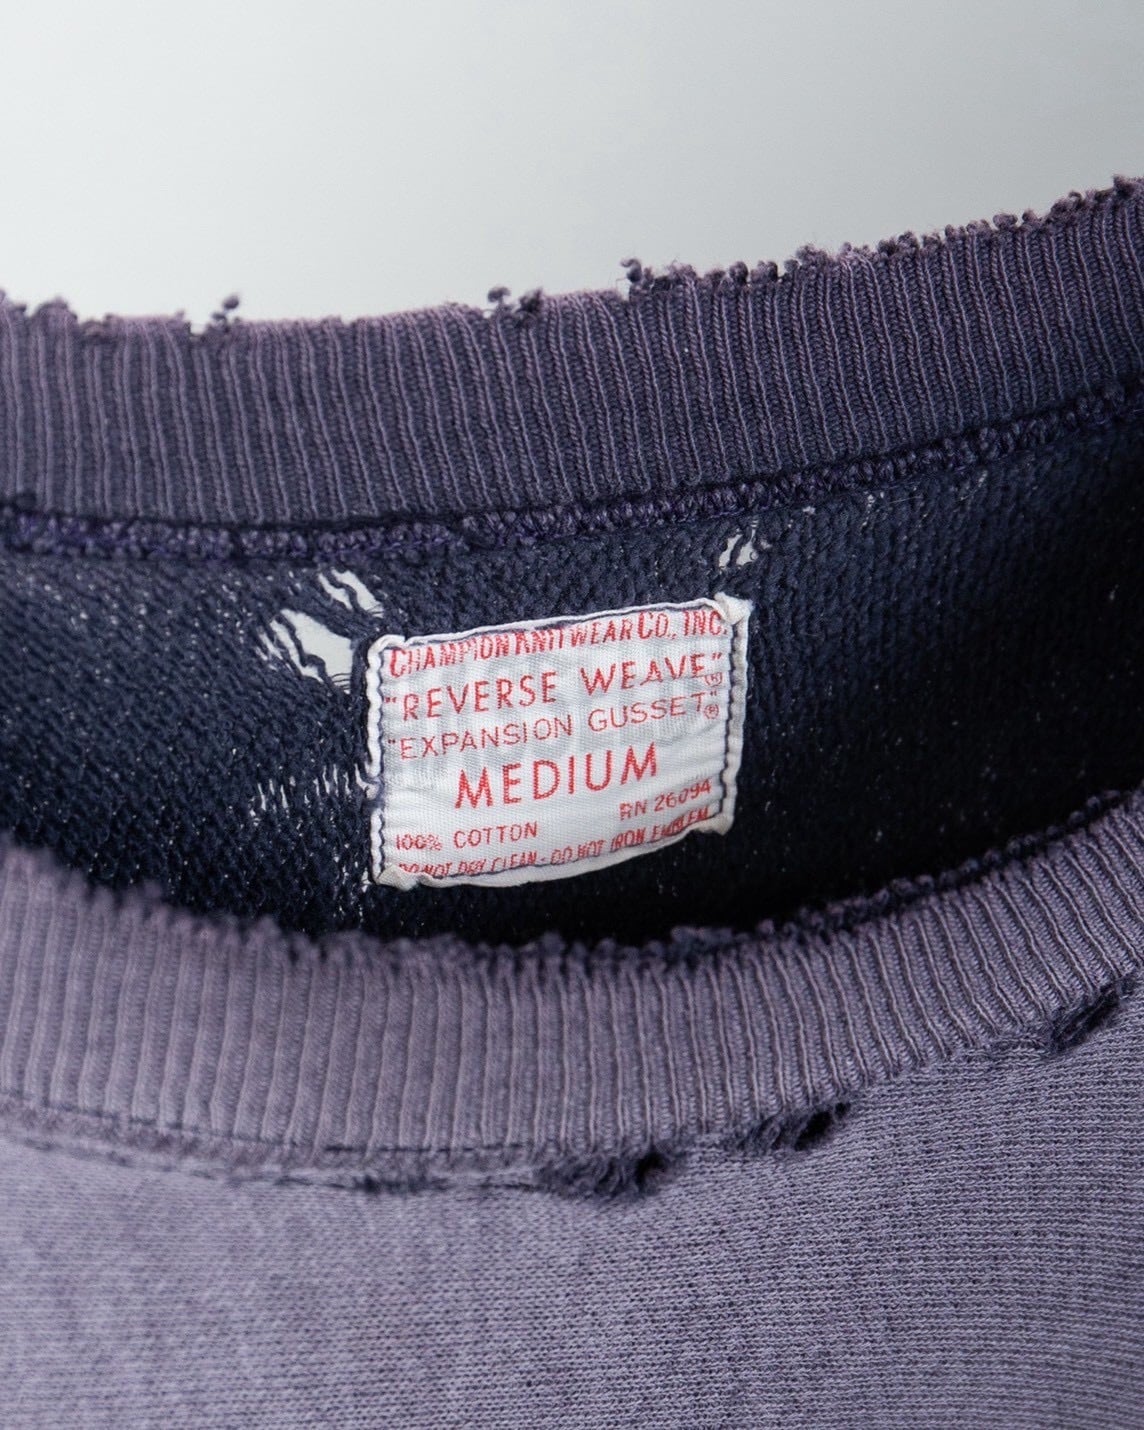 CHAMPION KNITWEAR CO., INC.
"REVERSE WEAVE"®
"EXPANSION GUSSET"®
MEDIUM
100% COTTON RN 26094
DO NOT DRY CLEAN - DO NOT IRON EMBLEM